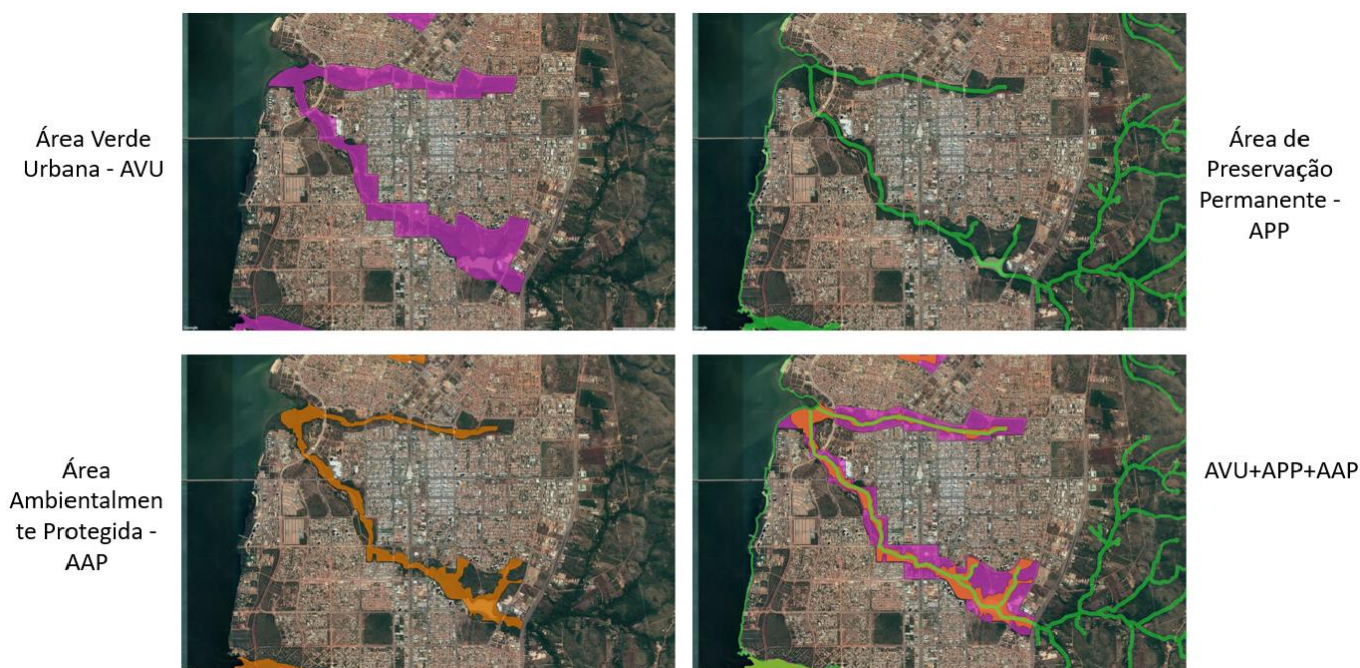 Área Verde
Urbana - AVU
Área de
Preservação
Permanente -
APP
Área
Ambientalmen
te Protegida -
AAP
AVU+APP+AAP